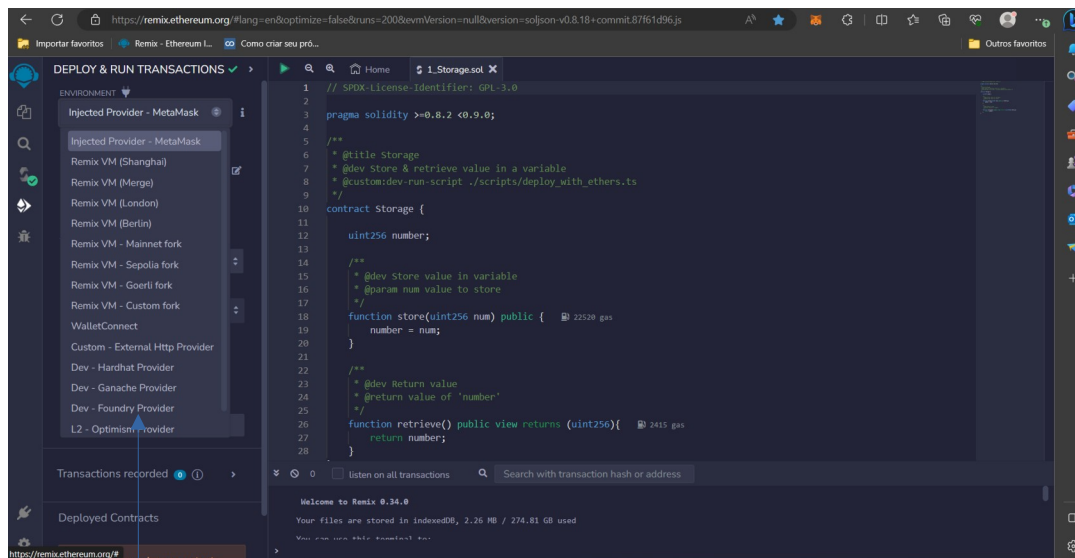 https://remix.ethereum.org/#lang=en&optimize=false&runs=200&evmVersion=null&version=soljson-v0.8.18+commit.87f61d96.js
Importar favoritos
Remix - Ethereum I...
Como criar seu pró...
Outros favoritos
DEPLOY & RUN TRANSACTIONS
ENVIRONMENT
Injected Provider - MetaMask
Injected Provider - MetaMask
Remix VM (Shanghai)
Remix VM (Merge)
Remix VM (London)
Remix VM (Berlin)
Remix VM - Mainnet fork
Remix VM - Sepolia fork
Remix VM - Goerli fork
Remix VM - Custom fork
WalletConnect
Custom - External Http Provider
Dev - Hardhat Provider
Dev - Ganache Provider
Dev - Foundry Provider
L2 - Optimism Provider
Transactions recorded 0
Deployed Contracts
https://remix.ethereum.org/#
Home
1_Storage.sol
1 // SPDX-License-Identifier: GPL-3.0
2
3 pragma solidity >=0.8.2 <0.9.0;
4
5 /**
6 * @title Storage
7 * @dev Store & retrieve value in a variable
8 * @custom:dev-run-script ./scripts/deploy_with_ethers.ts
9 */
10 contract Storage {
11
12 uint256 number;
13
14 /**
15 * @dev Store value in variable
16 * @param num value to store
17 */
18 function store(uint256 num) public { 22520 gas
19 number = num;
20 }
21
22 /**
23 * @dev Return value
24 * @return value of 'number'
25 */
26 function retrieve() public view returns (uint256){ 2415 gas
27 return number;
28 }
0 listen on all transactions
Search with transaction hash or address
Welcome to Remix 0.34.0
Your files are stored in indexedDB, 2.26 MB / 274.81 GB used
You can use this terminal to: